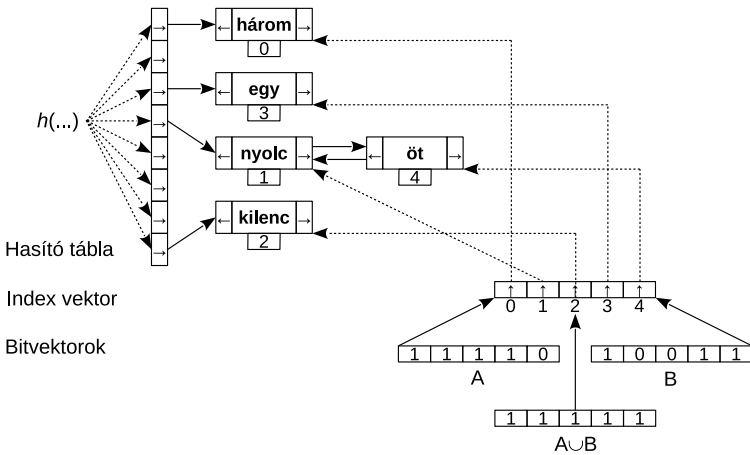 ← három →
0
← egy →
3
h(...)
← nyolc → ← öt →
1 4
← kilenc →
2
Hasító tábla
Index vektor
0 1 2 3 4
Bitvektorok
1 1 1 1 0 1 0 0 1 1
A B
1 1 1 1 1
A∪B